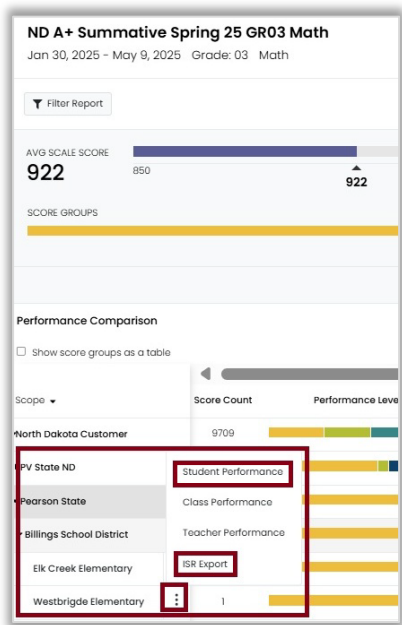 ND A+ Summative Spring 25 GR03 Math
Jan 30, 2025 - May 9, 2025 Grade: 03 Math
Filter Report
AVG SCALE SCORE
922
850
922
SCORE GROUPS
Performance Comparison
Show score groups as a table
Scope Score Count Performance Leve
North Dakota Customer 9709
PV State ND
Student Performance
Pearson State
Class Performance
Billings School District
Teacher Performance
Elk Creek Elementary
ISR Export
Westbrigde Elementary 1